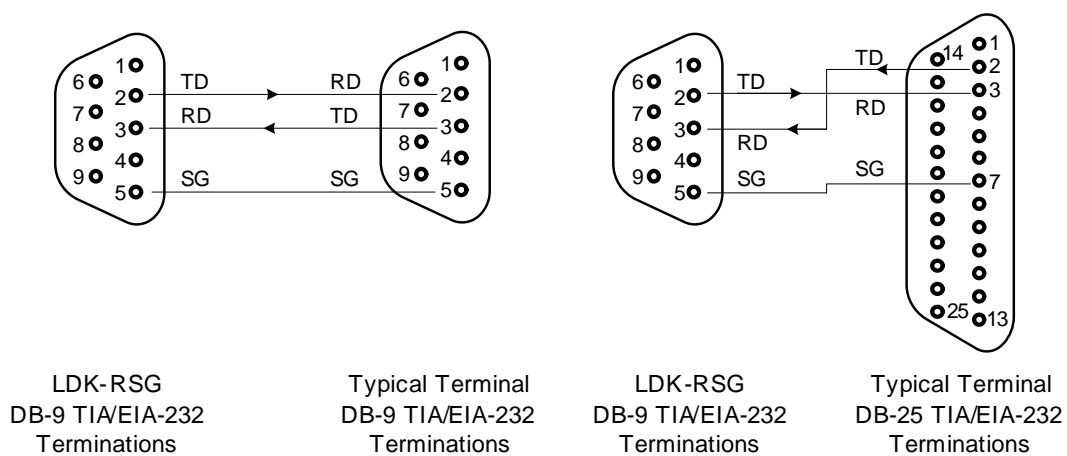 1
6
TD
RD
2
7
RD
TD
3
8
4
9
SG
SG
5
1
6
2
7
3
8
4
9
5
1
6
TD
2
7
RD
3
8
RD
4
9
SG
SG
5
14
1
TD
2
3
7
25
13
LDK-RSG
DB-9 TIA/EIA-232
Terminations
Typical Terminal
DB-9 TIA/EIA-232
Terminations
LDK-RSG
DB-9 TIA/EIA-232
Terminations
Typical Terminal
DB-25 TIA/EIA-232
Terminations